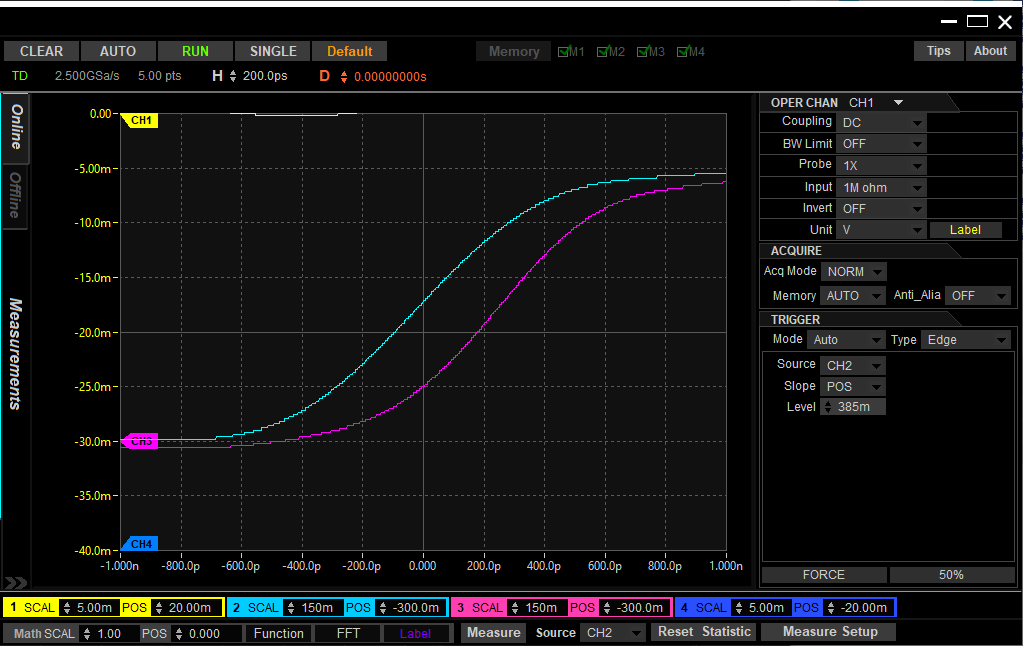 CLEAR AUTO RUN SINGLE Default Memory M1 M2 M3 M4 Tips About
TD 2.500GSa/s 5.00 pts H 200.0ps D 0.00000000s
Online
Offline
Measurements
0.00
-5.00m
-10.0m
-15.0m
-20.0m
-25.0m
-30.0m
-35.0m
-40.0m
CH1
CH3
CH4
-1.000n -800.0p -600.0p -400.0p -200.0p 0.000 200.0p 400.0p 600.0p 800.0p 1.000n
OPER CHAN CH1
Coupling DC
BW Limit OFF
Probe 1X
Input 1M ohm
Invert OFF
Unit V Label
ACQUIRE
Acq Mode NORM
Memory AUTO Anti_Alia OFF
TRIGGER
Mode Auto Type Edge
Source CH2
Slope POS
Level 385m
FORCE 50%
1 SCAL 5.00m POS 20.00m 2 SCAL 150m POS -300.0m 3 SCAL 150m POS -300.0m 4 SCAL 5.00m POS -20.00m
Math SCAL 1.00 POS 0.000 Function FFT Label Measure Source CH2 Reset Statistic Measure Setup